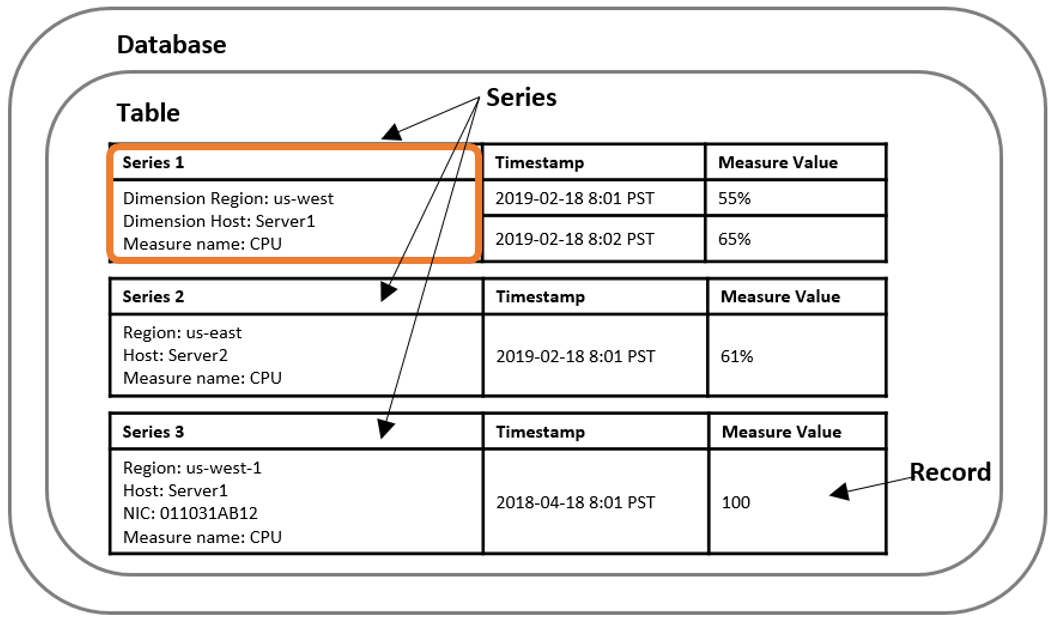 Database
Series
Table
Series 1 Timestamp Measure Value
Dimension Region: us-west
Dimension Host: Server1
Measure name: CPU
2019-02-18 8:01 PST 55%
2019-02-18 8:02 PST 65%
Series 2 Timestamp Measure Value
Region: us-east
Host: Server2
Measure name: CPU
2019-02-18 8:01 PST 61%
Series 3 Timestamp Measure Value
Region: us-west-1
Host: Server1
NIC: 011031AB12
Measure name: CPU
2018-04-18 8:01 PST 100
Record